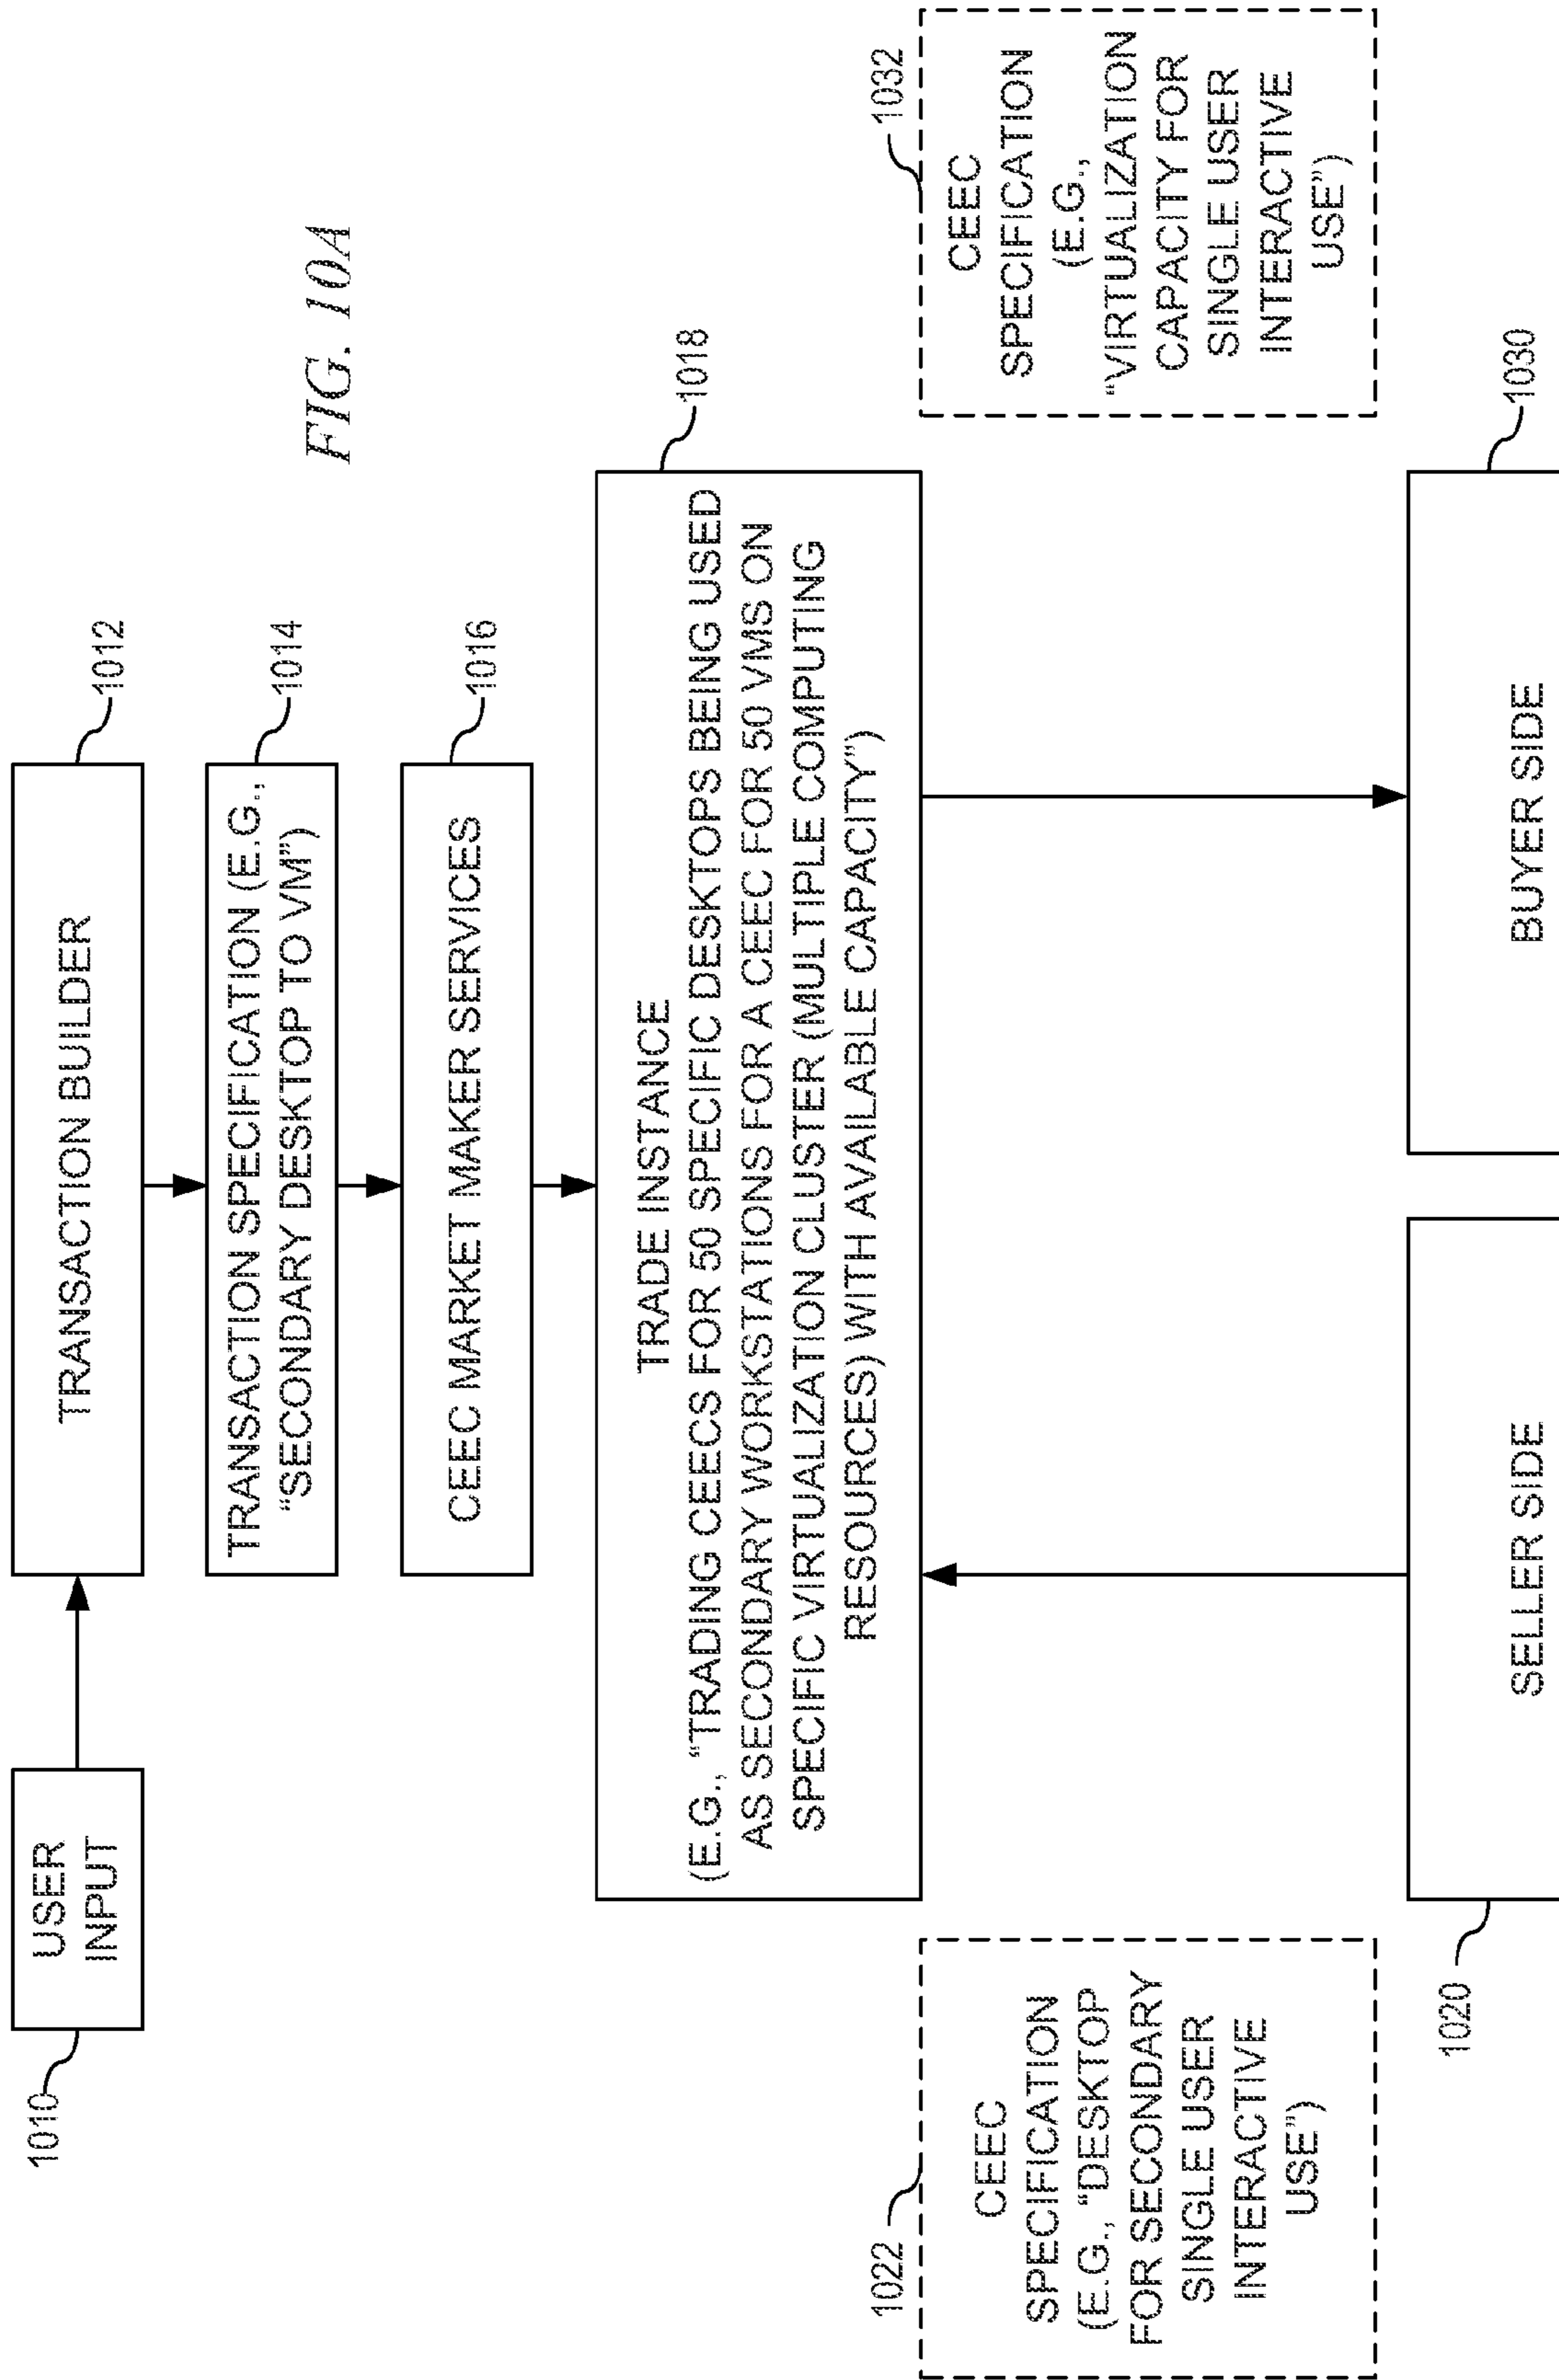 FIG. 10A
1010
USER
INPUT
TRANSACTION BUILDER
1012
TRANSACTION SPECIFICATION (E.G.,
“SECONDARY DESKTOP TO VM”)
1014
CEEC MARKET MAKER SERVICES
1016
TRADE INSTANCE
(E.G., “TRADING CEECS FOR 50 SPECIFIC DESKTOPS BEING USED
AS SECONDARY WORKSTATIONS FOR A CEEC FOR 50 VMS ON
SPECIFIC VIRTUALIZATION CLUSTER (MULTIPLE COMPUTING
RESOURCES) WITH AVAILABLE CAPACITY”)
1018
1022
CEEC
SPECIFICATION
(E.G., “DESKTOP
FOR SECONDARY
SINGLE USER
INTERACTIVE
USE”)
1032
CEEC
SPECIFICATION
(E.G.,
“VIRTUALIZATION
CAPACITY FOR
SINGLE USER
INTERACTIVE
USE”)
1020
SELLER SIDE
BUYER SIDE
1030